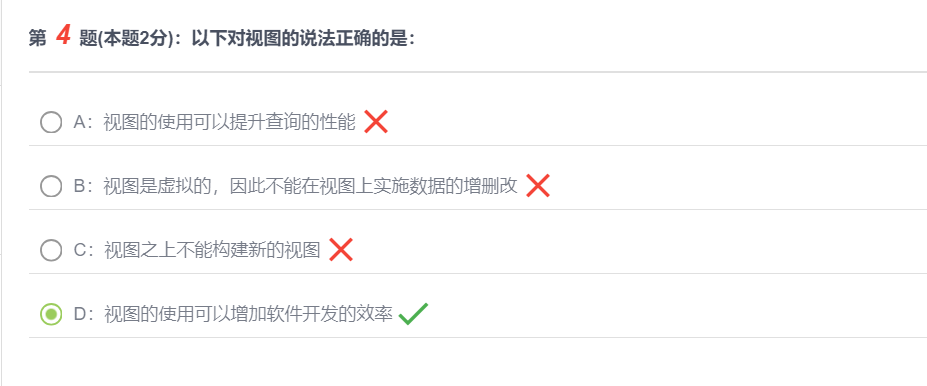 第 4 题(本题2分)：以下对视图的说法正确的是：
A：视图的使用可以提升查询的性能
B：视图是虚拟的，因此不能在视图上实施数据的增删改
C：视图之上不能构建新的视图
D：视图的使用可以增加软件开发的效率